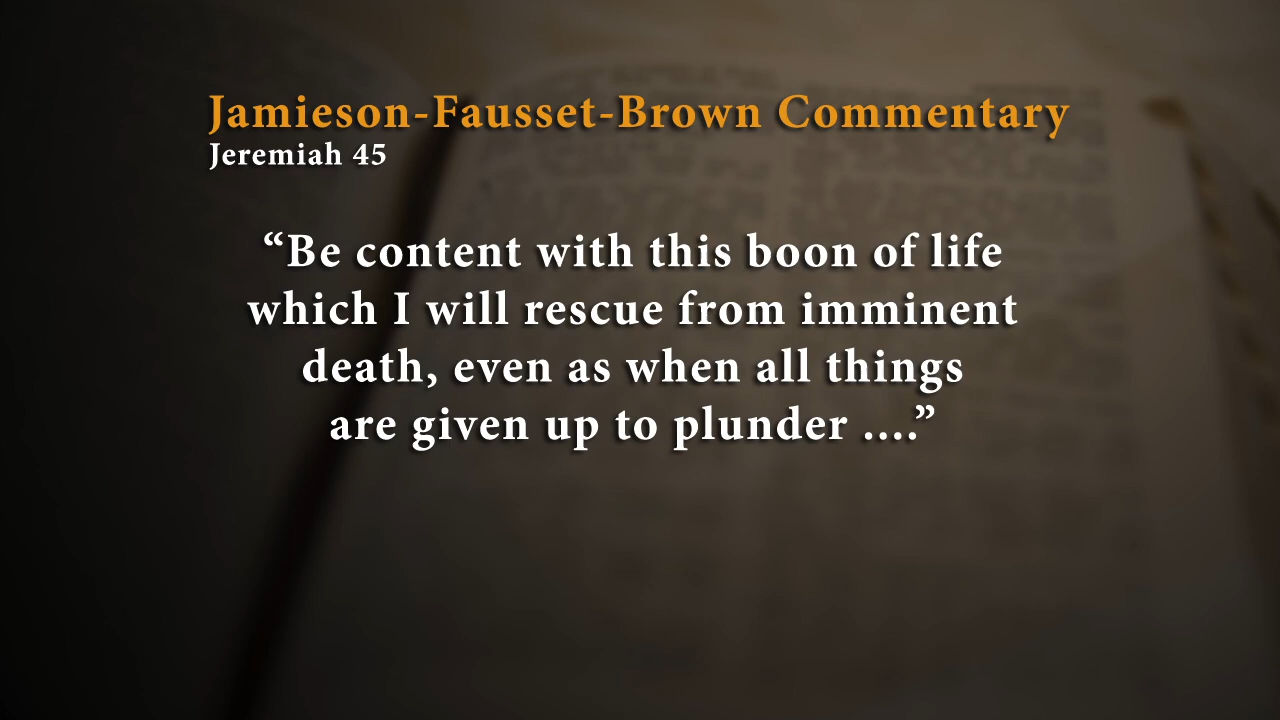 Jamieson-Fausset-Brown Commentary
Jeremiah 45
“Be content with this boon of life
which I will rescue from imminent
death, even as when all things
are given up to plunder ....”